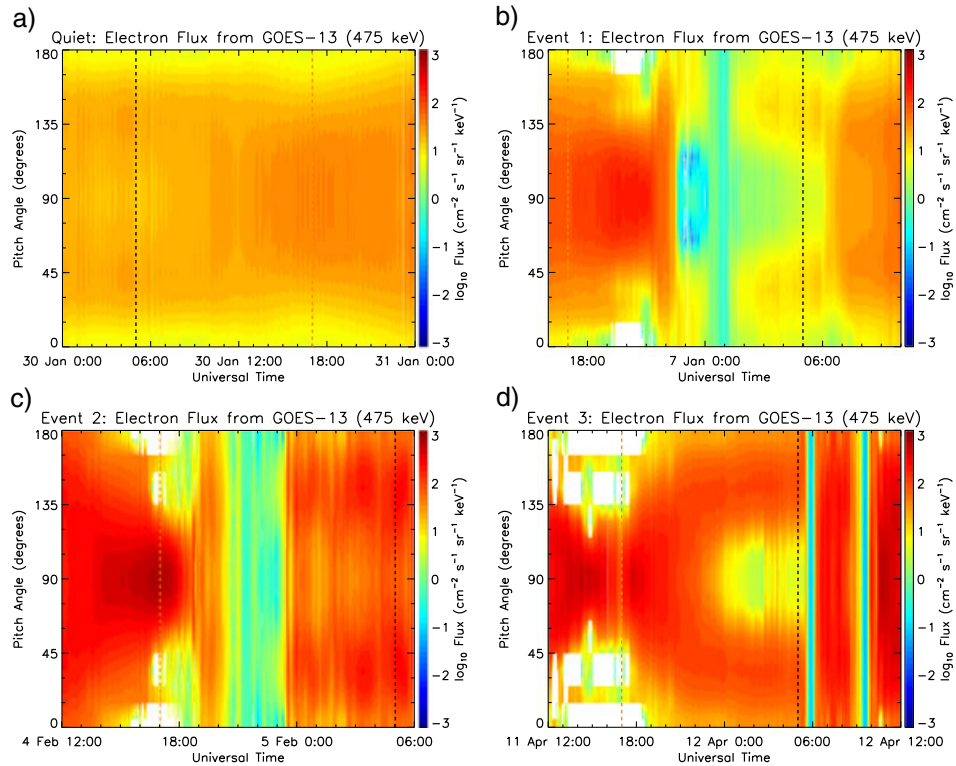 a)
Quiet: Electron Flux from GOES-13 (475 keV)
180
135
90
45
0
Pitch Angle (degrees)
30 Jan 0:00 06:00 30 Jan 12:00 18:00 31 Jan 0:00
Universal Time
3
2
1
0
-1
-2
-3
log10 Flux (cm⁻² s⁻¹ sr⁻¹ keV⁻¹)
b)
Event 1: Electron Flux from GOES-13 (475 keV)
180
135
90
45
0
Pitch Angle (degrees)
18:00 7 Jan 0:00 06:00
Universal Time
3
2
1
0
-1
-2
-3
log10 Flux (cm⁻² s⁻¹ sr⁻¹ keV⁻¹)
c)
Event 2: Electron Flux from GOES-13 (475 keV)
180
135
90
45
0
Pitch Angle (degrees)
4 Feb 12:00 18:00 5 Feb 0:00 06:00
Universal Time
3
2
1
0
-1
-2
-3
log10 Flux (cm⁻² s⁻¹ sr⁻¹ keV⁻¹)
d)
Event 3: Electron Flux from GOES-13 (475 keV)
180
135
90
45
0
Pitch Angle (degrees)
11 Apr 12:00 18:00 12 Apr 0:00 06:00 12 Apr 12:00
Universal Time
3
2
1
0
-1
-2
-3
log10 Flux (cm⁻² s⁻¹ sr⁻¹ keV⁻¹)